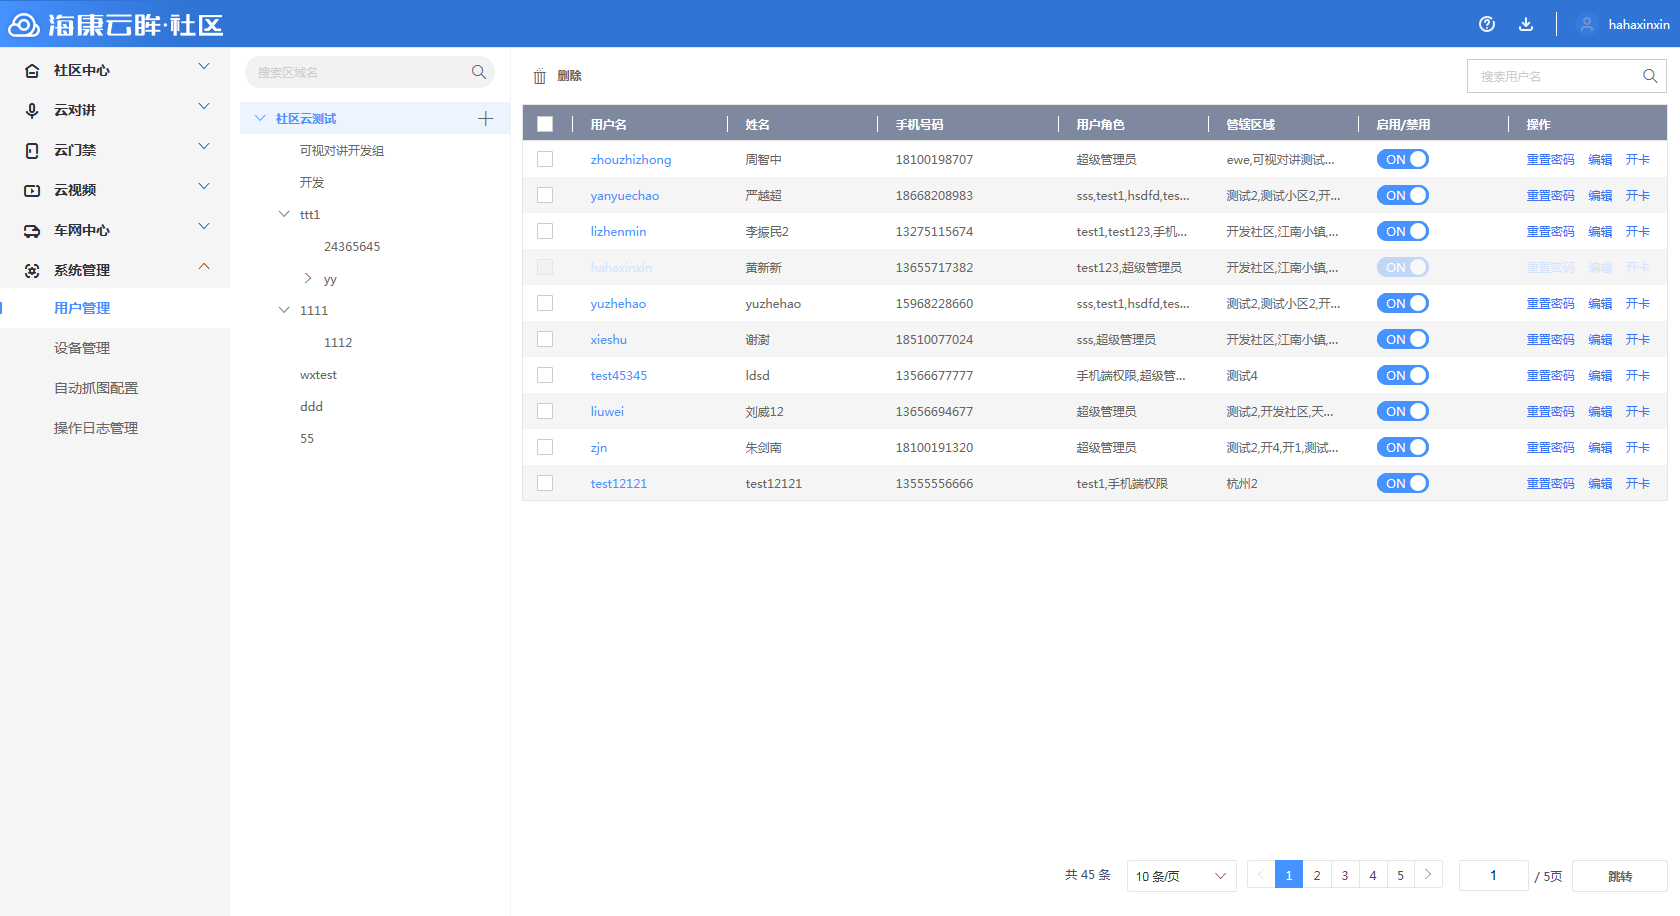 海康云眸·社区
hahaxinxin
社区中心
云对讲
云门禁
云视频
车网中心
系统管理
用户管理
设备管理
自动抓图配置
操作日志管理
搜索区域名
社区云测试
可视对讲开发组
开发
ttt1
24365645
yy
1111
1112
wxtest
ddd
55
删除
搜索用户名
用户名 姓名 手机号码 用户角色 管辖区域 启用/禁用 操作
zhouzhizhong 周智中 18100198707 超级管理员 ewe,可视对讲测试... ON 重置密码 编辑 开卡
yanyuechao 严越超 18668208983 sss,test1,hsdfd,tes... 测试2,测试小区2,开... ON 重置密码 编辑 开卡
lizhenmin 李振民2 13275115674 test1,test123,手机... 开发社区,江南小镇,... ON 重置密码 编辑 开卡
hahaxinxin 黄新新 13655717382 test123,超级管理员 开发社区,江南小镇,... ON 重置密码 编辑 开卡
yuzhehao yuzhehao 15968228660 sss,test1,hsdfd,tes... 测试2,测试小区2,开... ON 重置密码 编辑 开卡
xieshu 谢澍 18510077024 sss,超级管理员 开发社区,江南小镇,... ON 重置密码 编辑 开卡
test45345 ldsd 13566677777 手机端权限,超级管... 测试4 ON 重置密码 编辑 开卡
liuwei 刘威12 13656694677 超级管理员 测试2,开发社区,天... ON 重置密码 编辑 开卡
zjn 朱剑南 18100191320 超级管理员 测试2,开4,开1,测试... ON 重置密码 编辑 开卡
test12121 test12121 13555556666 test1,手机端权限 杭州2 ON 重置密码 编辑 开卡
共 45 条 10 条/页 1 2 3 4 5 1 / 5页 跳转